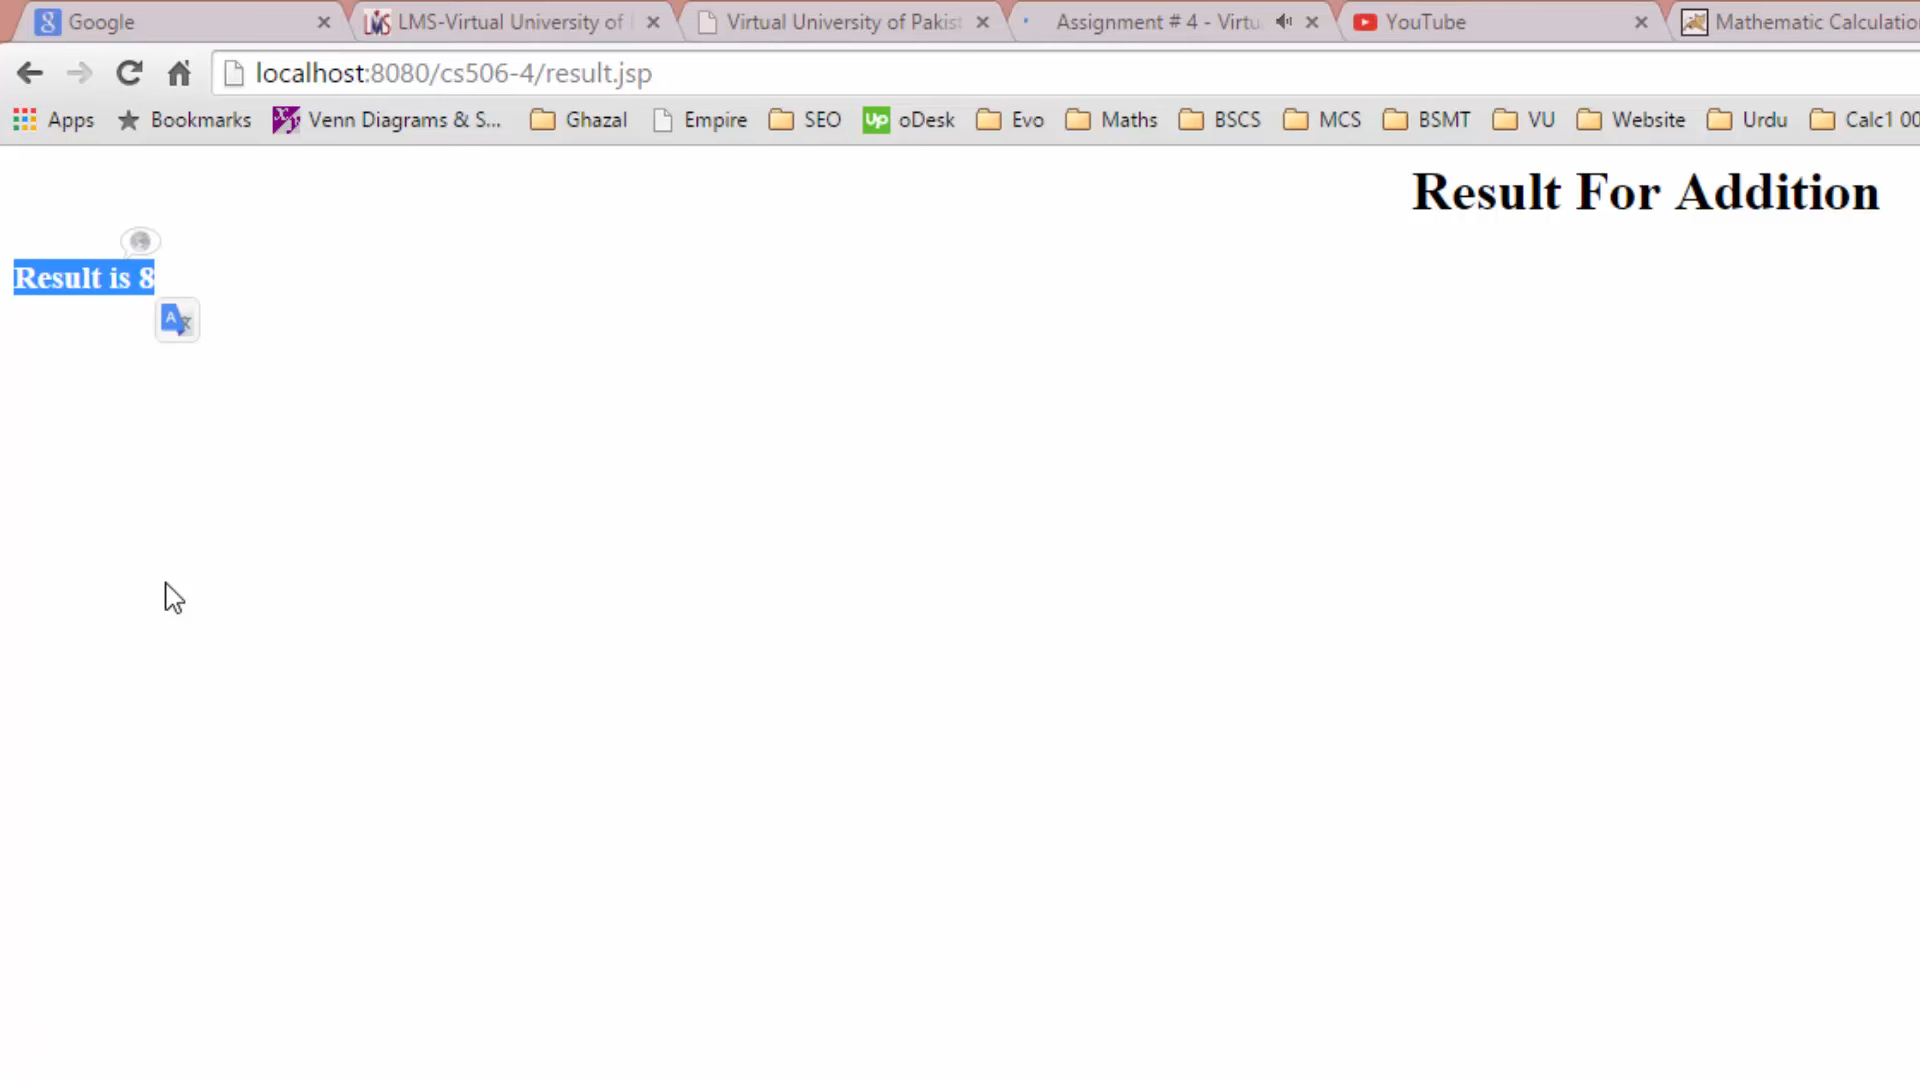 Google
LMS-Virtual University of
Virtual University of Pakist
Assignment # 4 - Virtu
YouTube
Mathematic Calculatio
localhost:8080/cs506-4/result.jsp
Apps Bookmarks Venn Diagrams & S... Ghazal Empire SEO Up oDesk Evo Maths BSCS MCS BSMT VU Website Urdu Calc1 00
Result For Addition
Result is 8